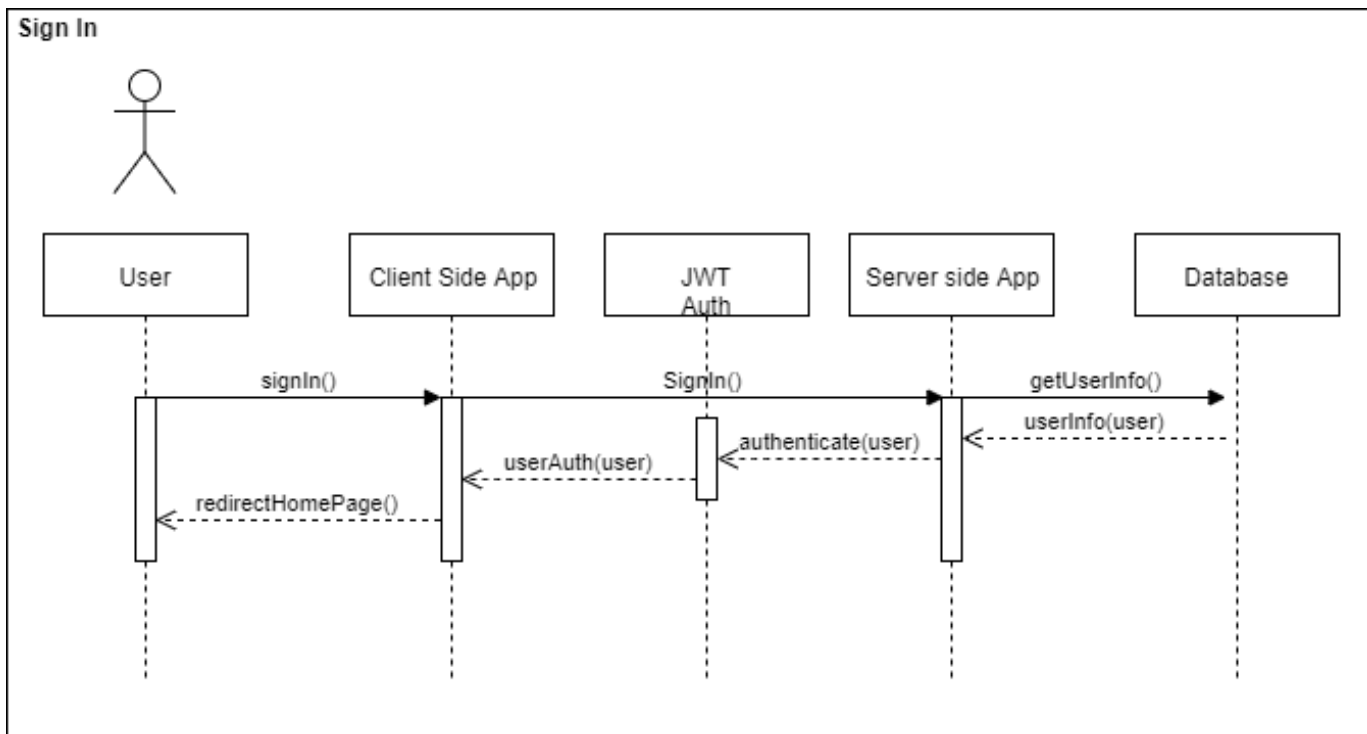 Sign In
User
Client Side App
JWT
Auth
Server side App
Database
signIn()
SignIn()
getUserInfo()
userInfo(user)
authenticate(user)
userAuth(user)
redirectHomePage()